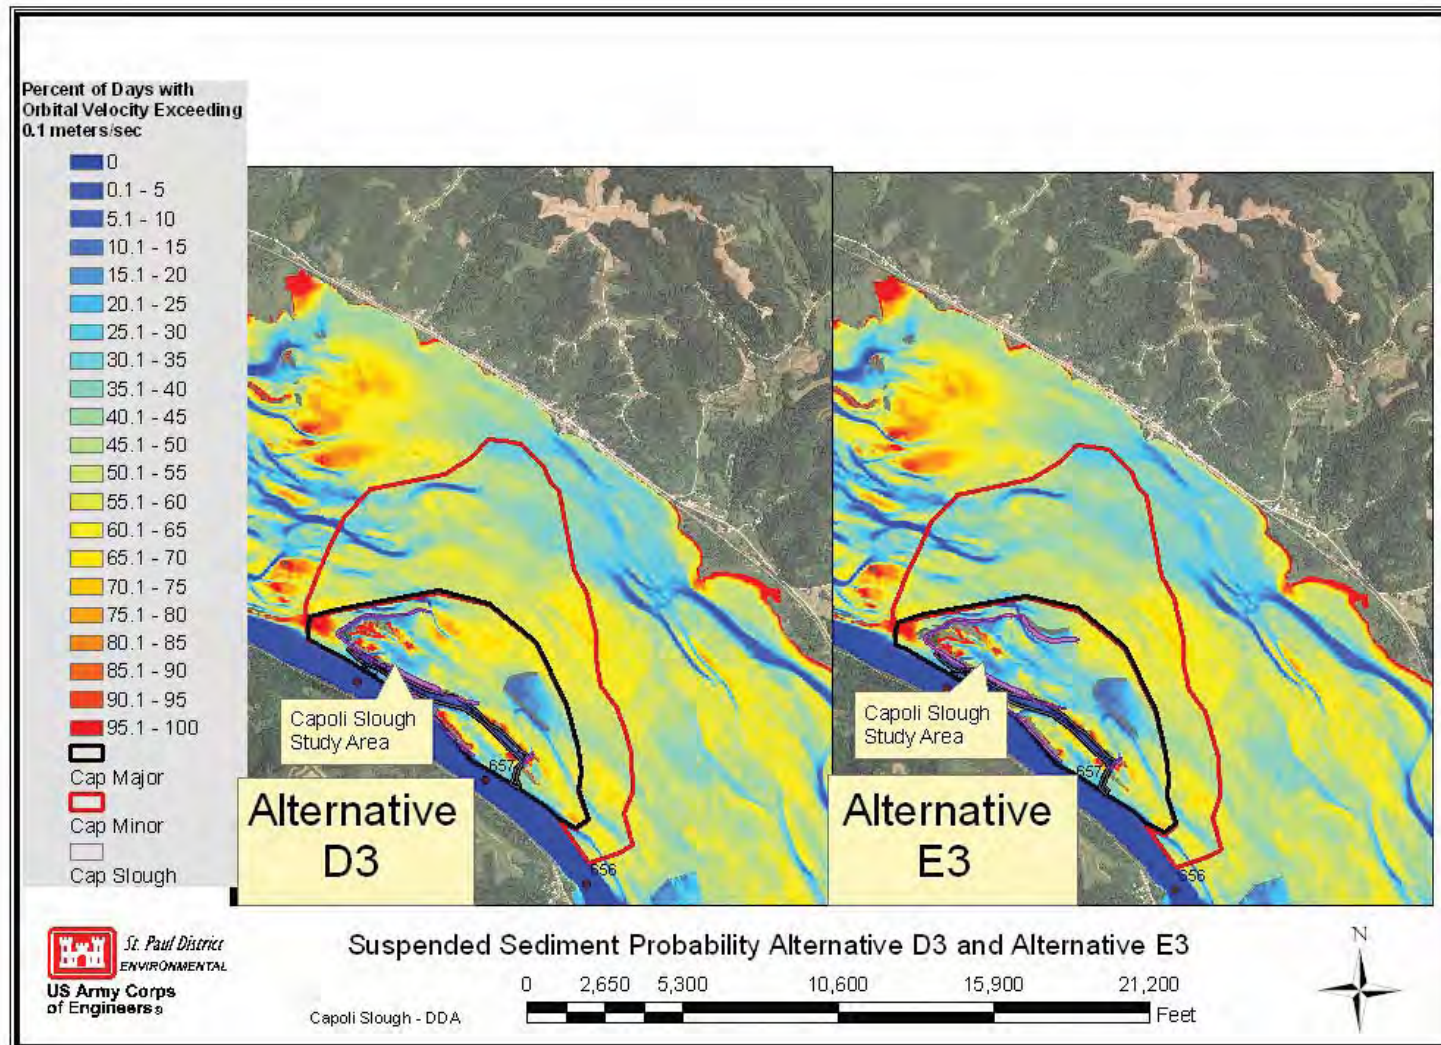 Percent of Days with
Orbital Velocity Exceeding
0.1 meters/sec
0
0.1 - 5
5.1 - 10
10.1 - 15
15.1 - 20
20.1 - 25
25.1 - 30
30.1 - 35
35.1 - 40
40.1 - 45
45.1 - 50
50.1 - 55
55.1 - 60
60.1 - 65
65.1 - 70
70.1 - 75
75.1 - 80
80.1 - 85
85.1 - 90
90.1 - 95
95.1 - 100
Cap Major
Cap Minor
Cap Slough
Capoli Slough
Study Area
657
656
Alternative
D3
Capoli Slough
Study Area
657
656
Alternative
E3
St. Paul District
ENVIRONMENTAL
US Army Corps
of Engineers®
Suspended Sediment Probability Alternative D3 and Alternative E3
Capoli Slough - DDA
0 2,650 5,300 10,600 15,900 21,200
Feet
N